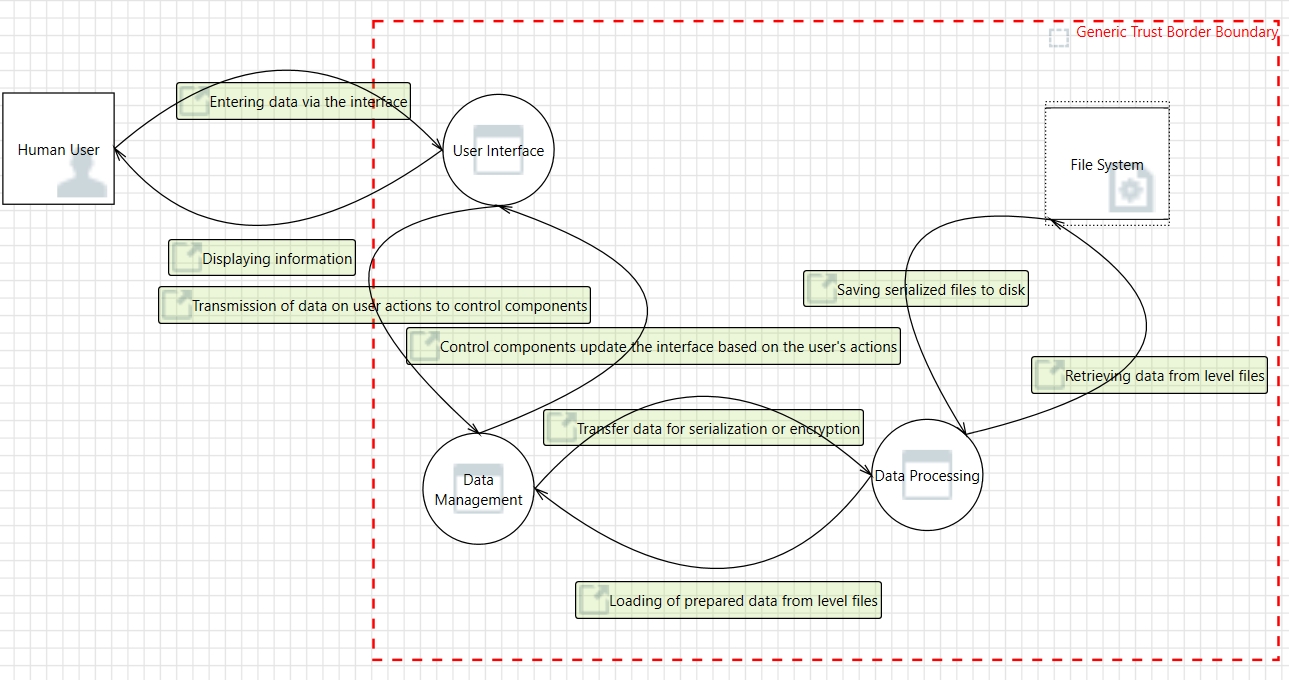 Generic Trust Border Boundary
Entering data via the interface
Human User
User Interface
File System
Displaying information
Saving serialized files to disk
Transmission of data on user actions to control components
Control components update the interface based on the user's actions
Retrieving data from level files
Transfer data for serialization or encryption
Data
Management
Data Processing
Loading of prepared data from level files